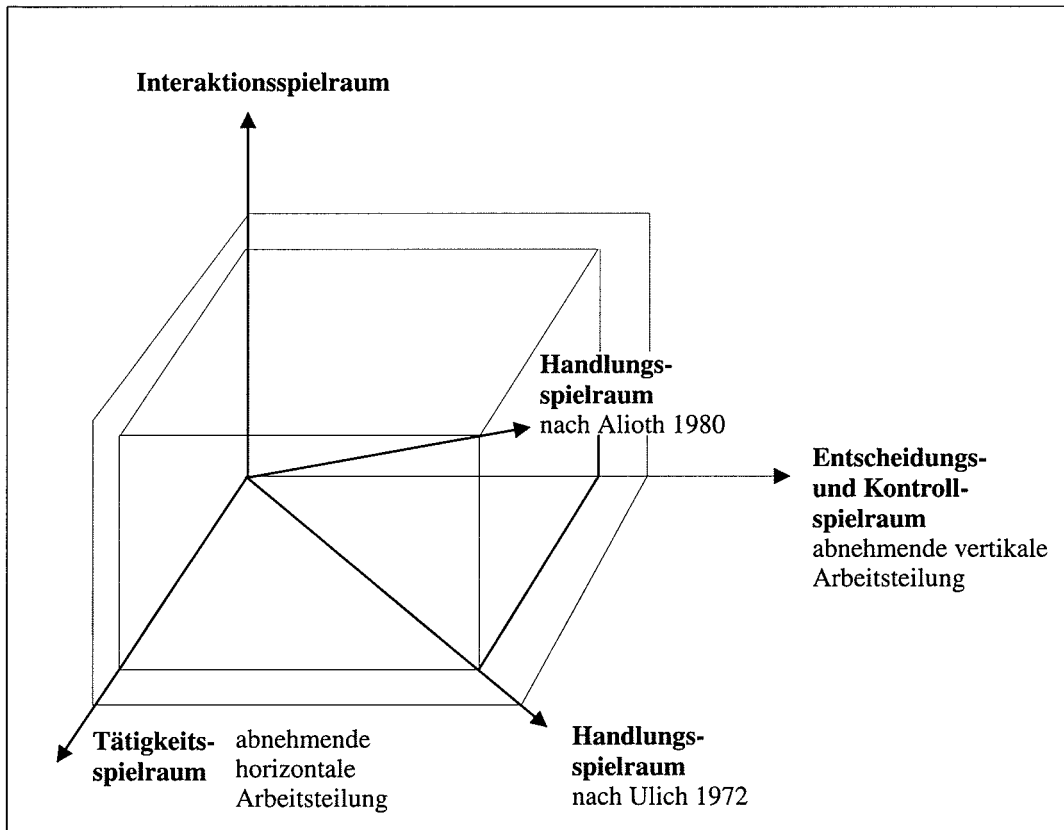 Interaktionsspielraum
Handlungs-
spielraum
nach Alioth 1980
Entscheidungs-
und Kontroll-
spielraum
abnehmende vertikale
Arbeitsteilung
Tätigkeits-
spielraum
abnehmende
horizontale
Arbeitsteilung
Handlungs-
spielraum
nach Ulich 1972